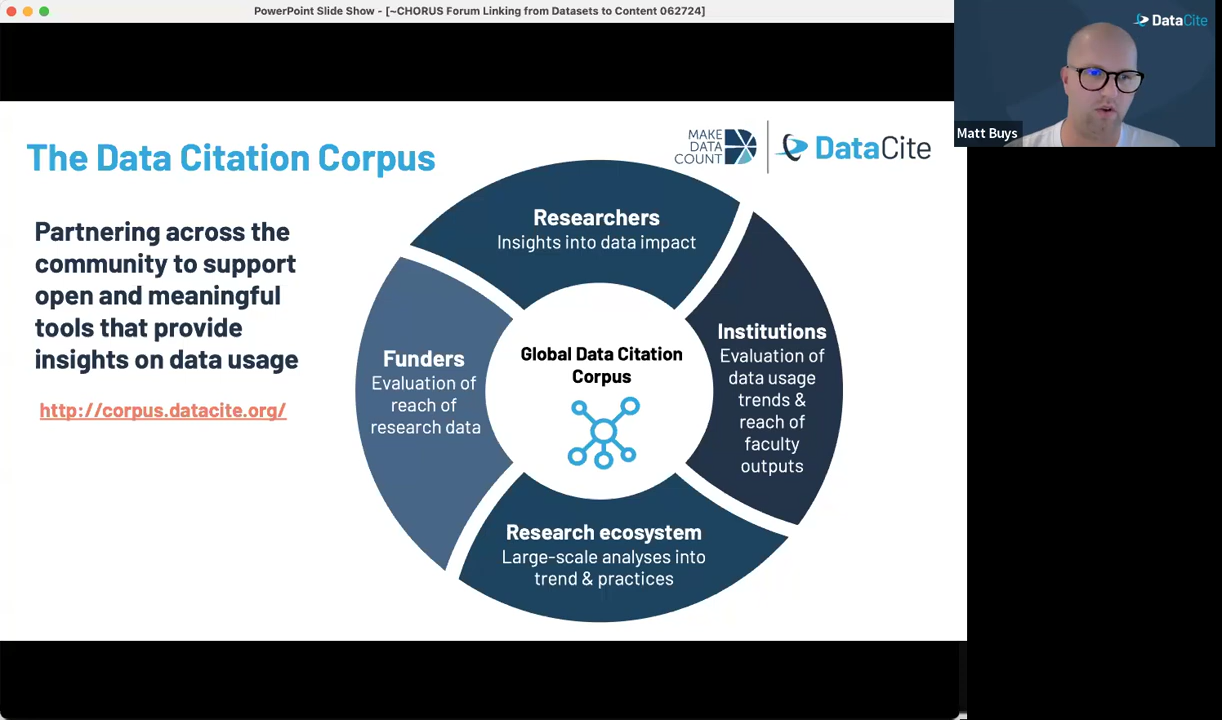 PowerPoint Slide Show - [~CHORUS Forum Linking from Datasets to Content 062724]
DataCite
Matt Buys
The Data Citation Corpus
MAKE
DATA
COUNT
DataCite
Partnering across the
community to support
open and meaningful
tools that provide
insights on data usage
http://corpus.datacite.org/
Researchers
Insights into data impact
Institutions
Evaluation of
data usage
trends &
reach of
faculty
outputs
Funders
Evaluation of
reach of
research data
Global Data Citation
Corpus
Research ecosystem
Large-scale analyses into
trend & practices